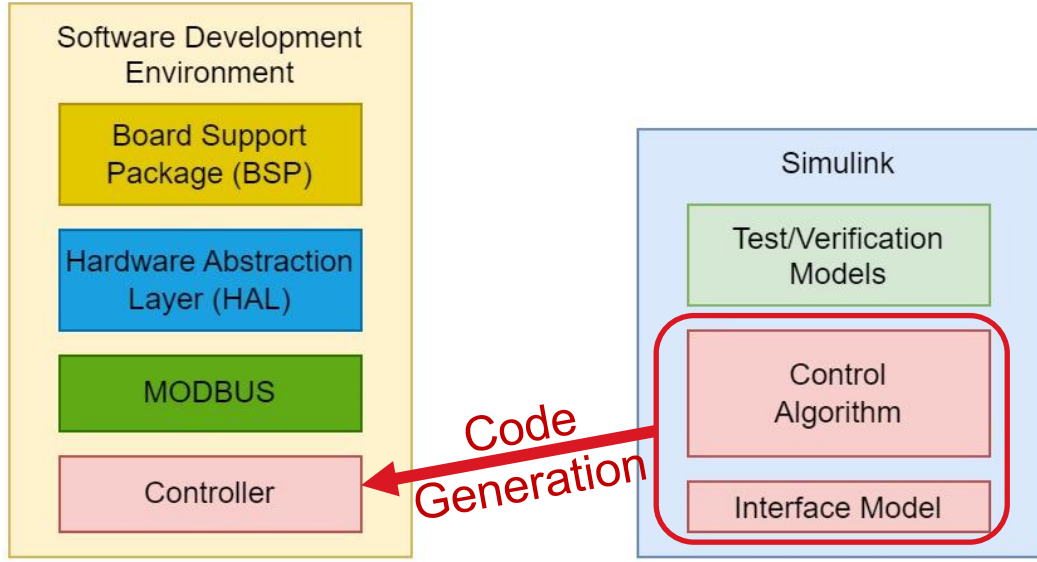 Software Development
Environment
Board Support
Package (BSP)
Hardware Abstraction
Layer (HAL)
MODBUS
Controller
Code
Generation
Simulink
Test/Verification
Models
Control
Algorithm
Interface Model